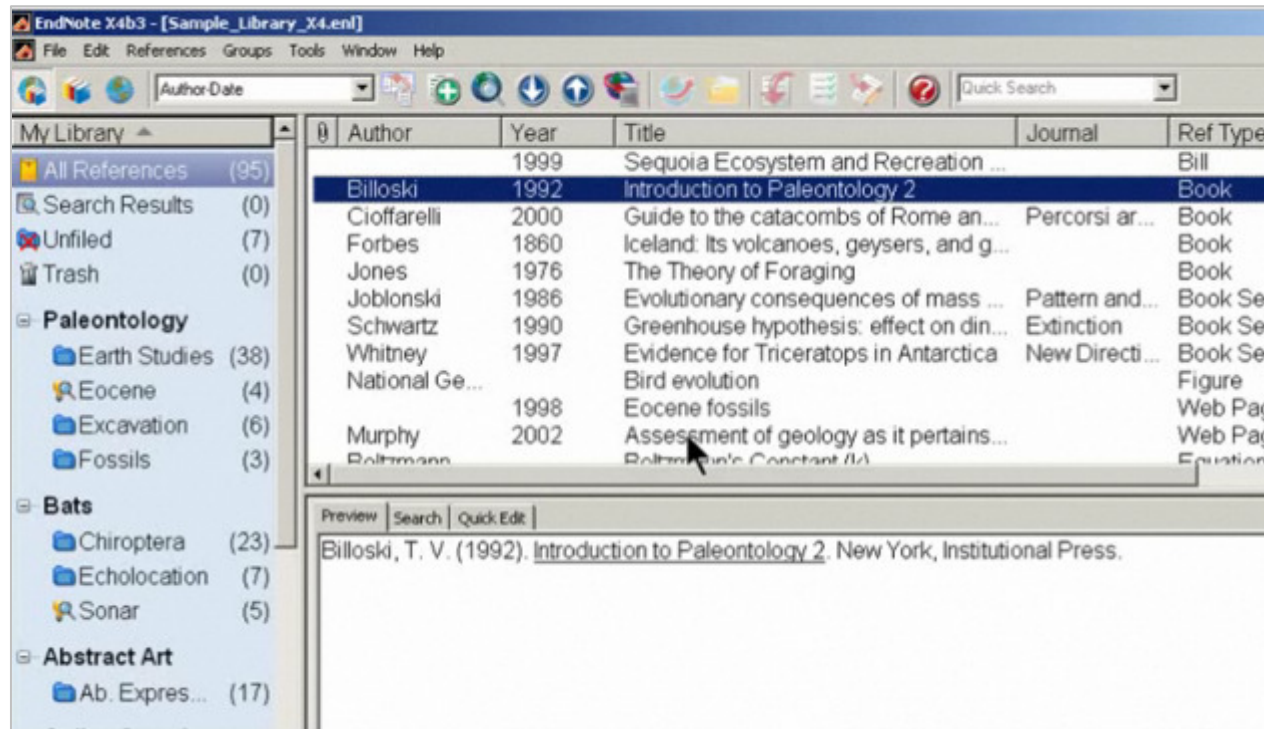 EndNote X4b3 - [Sample_Library_X4.enl]
File Edit References Groups Tools Window Help
Author-Date Quick Search
My Library
All References (95)
Search Results (0)
Unfiled (7)
Trash (0)
Paleontology
Earth Studies (38)
Eocene (4)
Excavation (6)
Fossils (3)
Bats
Chiroptera (23)
Echolocation (7)
Sonar (5)
Abstract Art
Ab. Expres... (17)
Author Year Title Journal Ref Type
1999 Sequoia Ecosystem and Recreation ... Bill
Billoski 1992 Introduction to Paleontology 2 Book
Cioffarelli 2000 Guide to the catacombs of Rome an... Percorsi ar... Book
Forbes 1860 Iceland: Its volcanoes, geysers, and g... Book
Jones 1976 The Theory of Foraging Book
Joblonski 1986 Evolutionary consequences of mass ... Pattern and... Book Se
Schwartz 1990 Greenhouse hypothesis: effect on din... Extinction Book Se
Whitney 1997 Evidence for Triceratops in Antarctica New Directi... Book Se
National Ge... Bird evolution Figure
1998 Eocene fossils Web Pag
Murphy 2002 Assessment of geology as it pertains... Web Pag
Boltzmann Boltzmann's Constant (k) Equation
Preview Search Quick Edit
Billoski, T. V. (1992). Introduction to Paleontology 2. New York, Institutional Press.